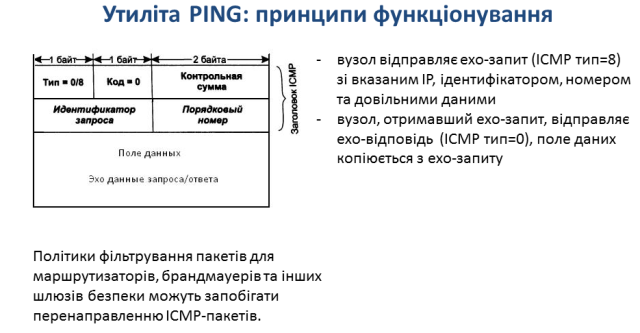 Утиліта PING: принципи функціонування
1 байт 1 байт 2 байта
Тип = 0/8 Код = 0 Контрольная
сумма
Идентификатор
запроса
Порядковый
номер
Заголовок ICMP
Поле данных
Эхо данные запроса/ответа
- вузол відправляє ехо-запит (ICMP тип=8)
зі вказаним IP, ідентифікатором, номером
та довільними даними
- вузол, отримавший ехо-запит, відправляє
ехо-відповідь (ICMP тип=0), поле даних
копіюється з ехо-запиту
Політики фільтрування пакетів для
маршрутизаторів, брандмауерів та інших
шлюзів безпеки можуть запобігати
перенаправленню ICMP-пакетів.